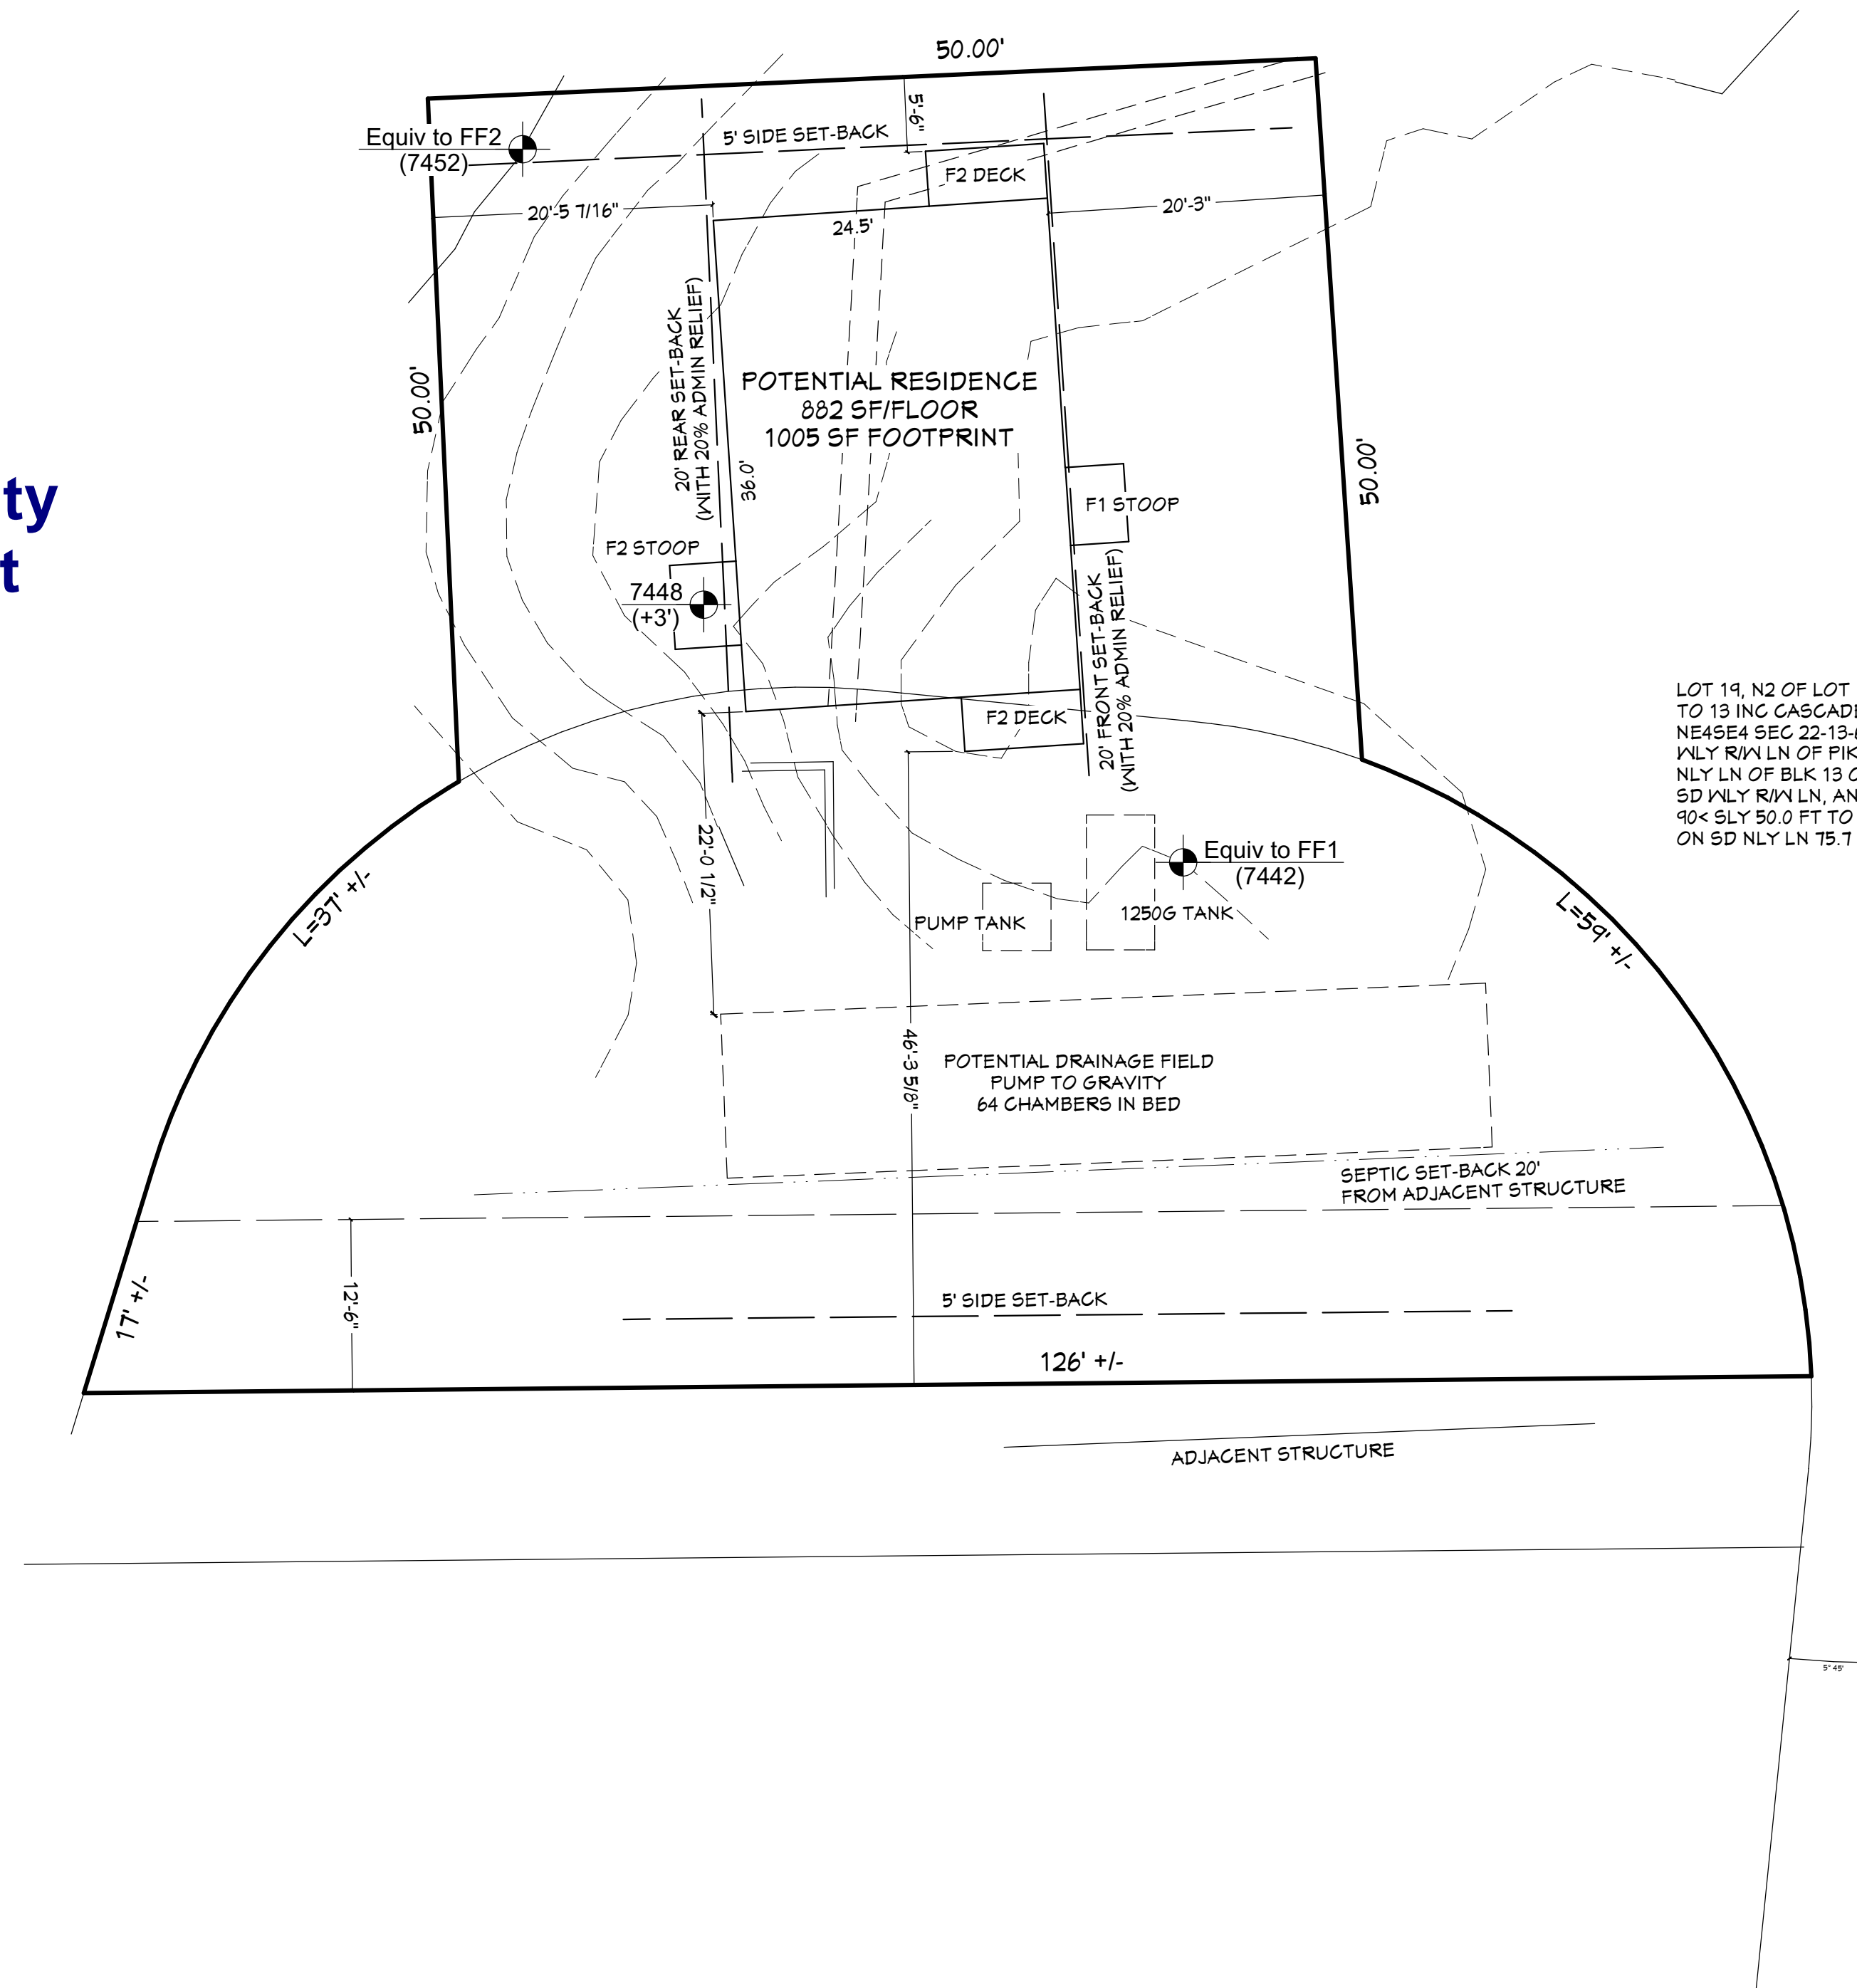 50.00'
5'-6"
5' SIDE SET-BACK
Equiv to FF2
(7452)
F2 DECK
20'-5 7/16"
24.5'
20'-3"
20' REAR SET-BACK
(WITH 20% ADMIN RELIEF)
50.00'
POTENTIAL RESIDENCE
882 SF/FLOOR
1005 SF FOOTPRINT
36.0'
50.00'
ty
t
F1 STOOP
F2 STOOP
7448
(+3')
20' FRONT SET-BACK
(WITH 20% ADMIN RELIEF)
F2 DECK
LOT 19, N2 OF LOT
TO 13 INC CASCADE
NE4SE4 SEC 22-13-
WLY R/W LN OF PIK
NLY LN OF BLK 13
SD WLY R/W LN, AN
90< SLY 50.0 FT TO
ON SD NLY LN 75.7
22'-0 1/2"
Equiv to FF1
(7442)
L=37' +/-
PUMP TANK
1250G TANK
L=59' +/-
46'-3 5/8"
POTENTIAL DRAINAGE FIELD
PUMP TO GRAVITY
64 CHAMBERS IN BED
SEPTIC SET-BACK 20'
FROM ADJACENT STRUCTURE
17' +/-
12'-6"
5' SIDE SET-BACK
126' +/-
ADJACENT STRUCTURE
5" 45'